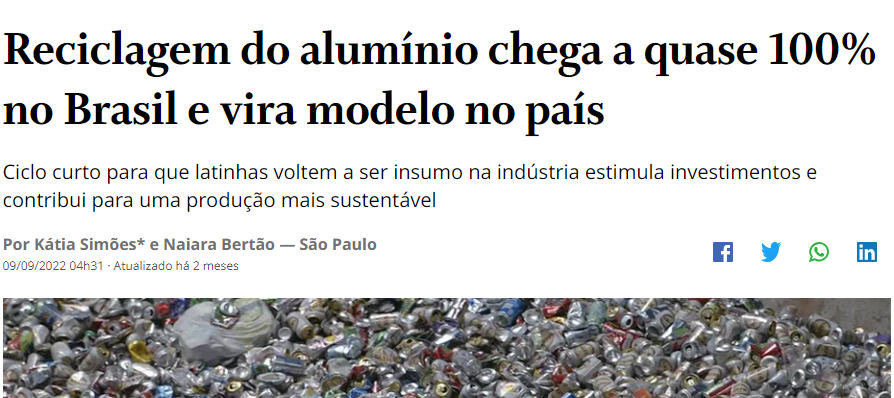 Reciclagem do alumínio chega a quase 100%
no Brasil e vira modelo no país
Ciclo curto para que latinhas voltem a ser insumo na indústria estimula investimentos e
contribui para uma produção mais sustentável
Por Kátia Simões* e Naiara Bertão — São Paulo
09/09/2022 04h31 · Atualizado há 2 meses